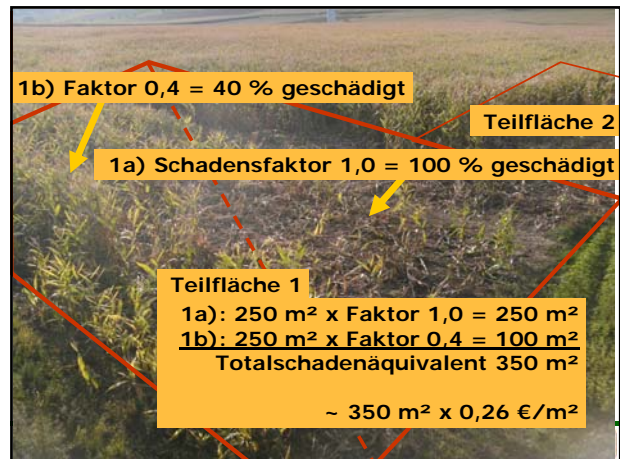 1b) Faktor 0,4 = 40 % geschädigt
Teilfläche 2
1a) Schadensfaktor 1,0 = 100 % geschädigt
Teilfläche 1
1a): 250 m² x Faktor 1,0 = 250 m²
1b): 250 m² x Faktor 0,4 = 100 m²
Totalschadenäquivalent 350 m²
~ 350 m² x 0,26 €/m²